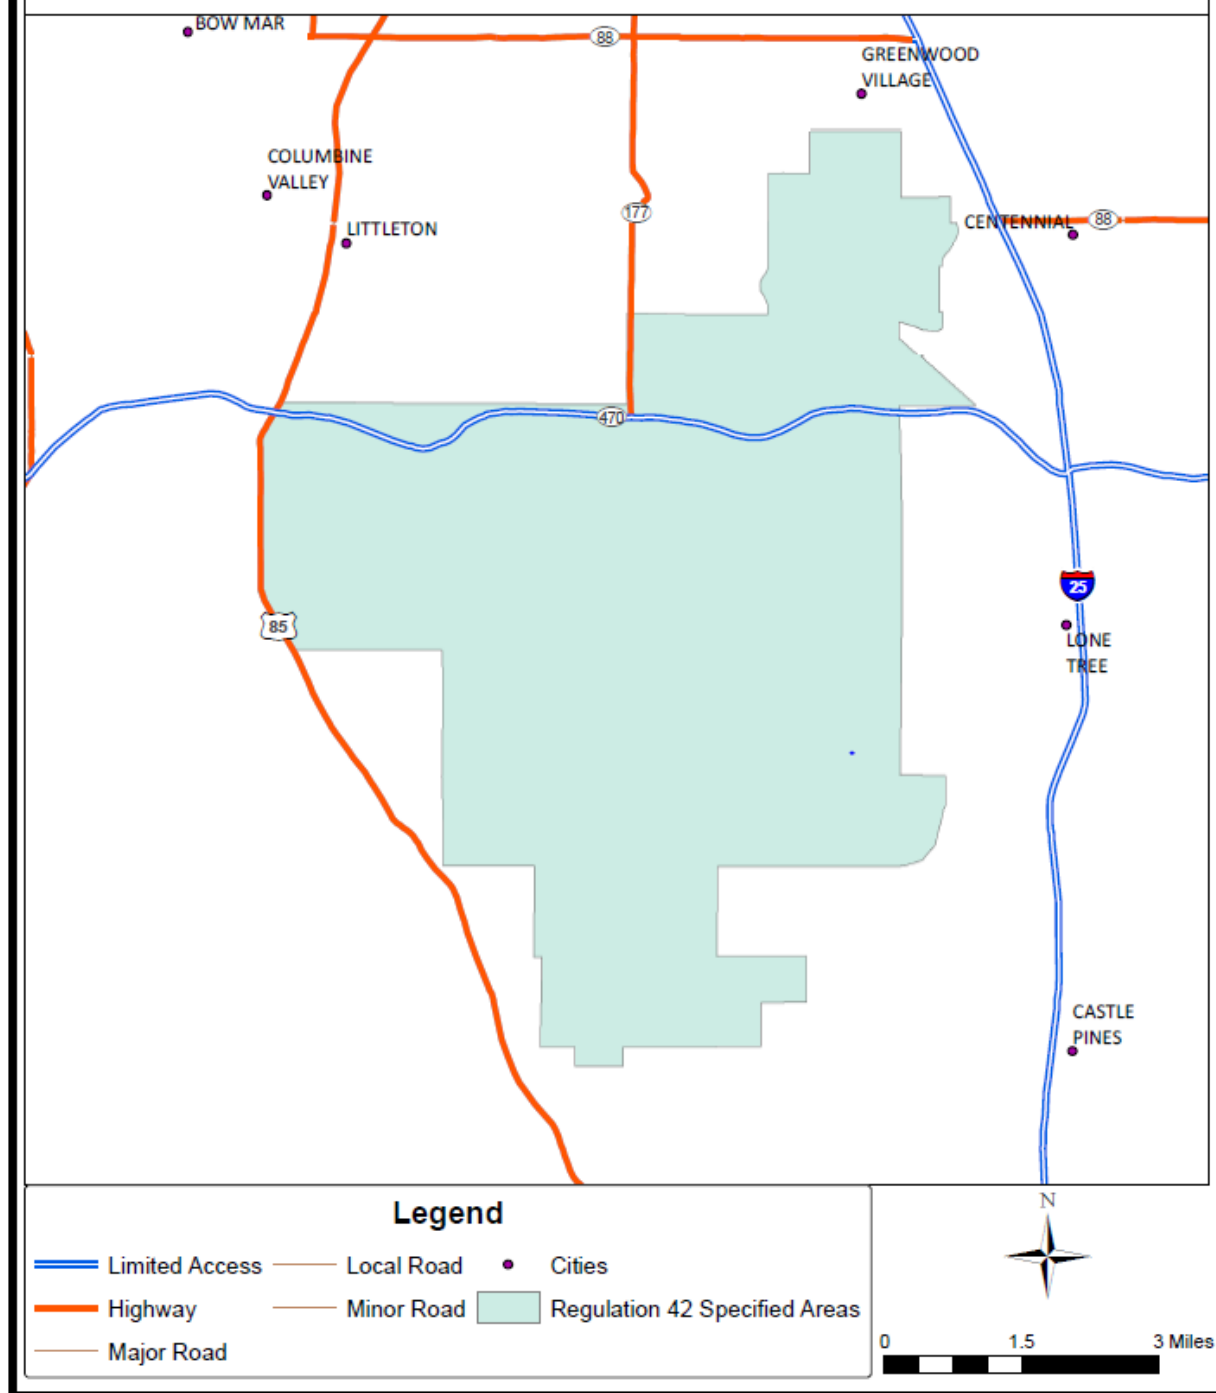 BOW MAR
88
GREENWOOD
VILLAGE
COLUMBINE
VALLEY
177
CENTENNIAL
88
LITTLETON
470
25
85
LONE
TREE
CASTLE
PINES
Legend
N
Limited Access
Local Road
Cities
Highway
Minor Road
Regulation 42 Specified Areas
Major Road
0 1.5 3 Miles